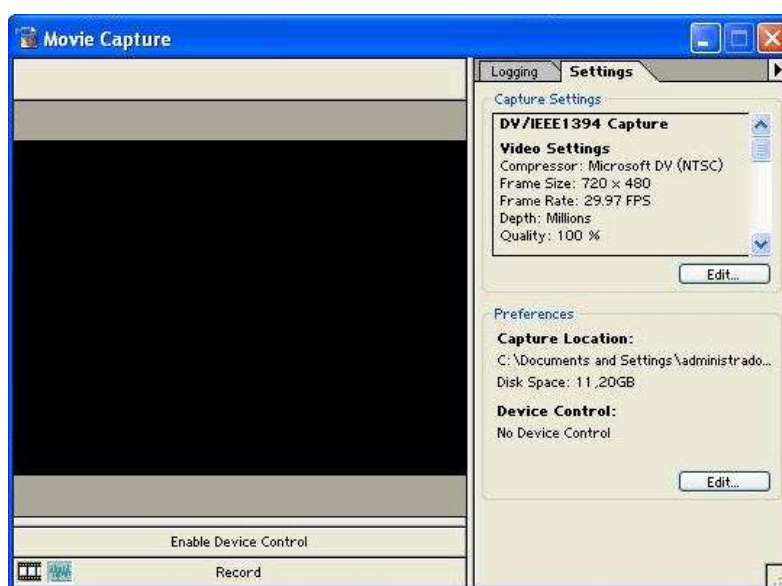 Movie Capture
Logging
Settings
Capture Settings
DV/IEEE1394 Capture
Video Settings
Compressor: Microsoft DV (NTSC)
Frame Size: 720 × 480
Frame Rate: 29.97 FPS
Depth: Millions
Quality: 100 %
Edit...
Preferences
Capture Location:
C:\Documents and Settings\administrado...
Disk Space: 11,20GB
Device Control:
No Device Control
Edit...
Enable Device Control
Record